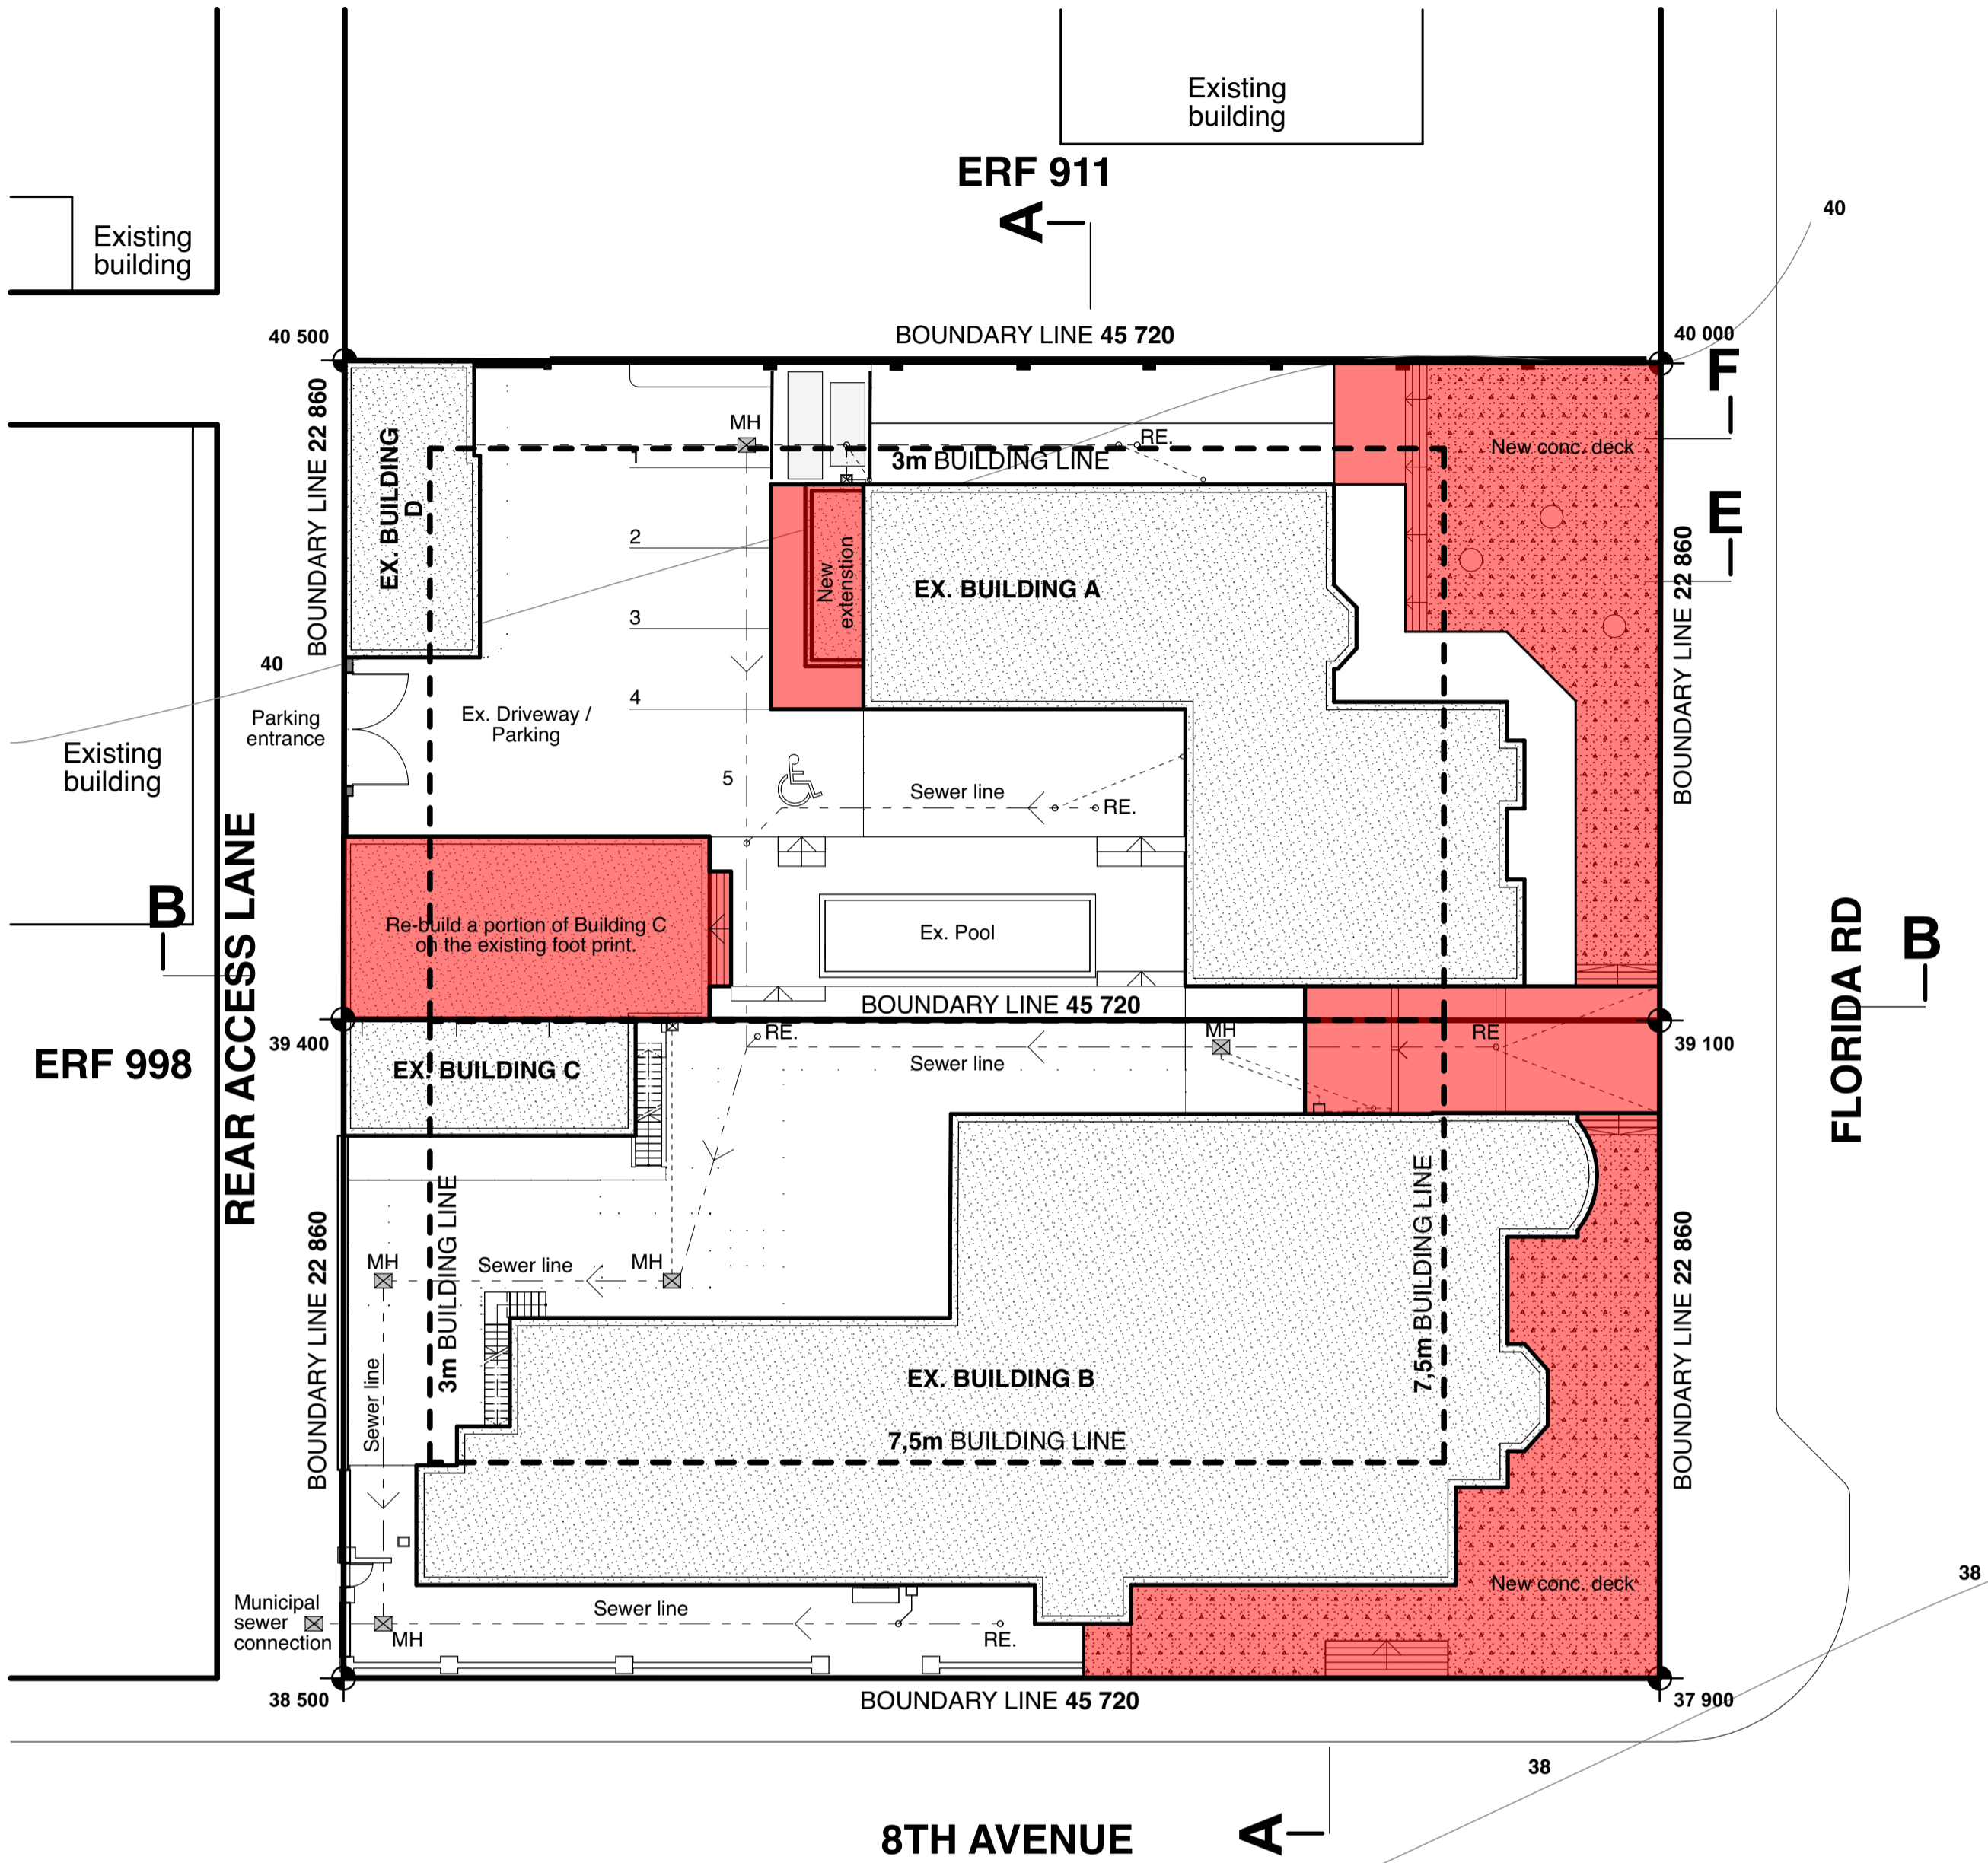 Existing
building
ERF 911
A
40
Existing
building
40 500
BOUNDARY LINE 45 720
40 000
F
BOUNDARY LINE 22 860
EX. BUILDING
D
MH
1
RE.
3m BUILDING LINE
New conc. deck
E
2
New
extenstion
EX. BUILDING A
BOUNDARY LINE 22 860
3
40
4
Parking
entrance
Ex. Driveway /
Parking
Existing
building
5
Sewer line
RE.
REAR ACCESS LANE
B
Re-build a portion of Building C
on the existing foot print.
Ex. Pool
FLORIDA RD
B
BOUNDARY LINE 45 720
ERF 998
39 400
RE.
MH
RE
39 100
EX. BUILDING C
Sewer line
BOUNDARY LINE 22 860
3m BUILDING LINE
7,5m BUILDING LINE
BOUNDARY LINE 22 860
MH
Sewer line
MH
Sewer line
EX. BUILDING B
7,5m BUILDING LINE
New conc. deck
38
Municipal
sewer
connection
MH
Sewer line
RE.
38 500
BOUNDARY LINE 45 720
37 900
38
8TH AVENUE
A